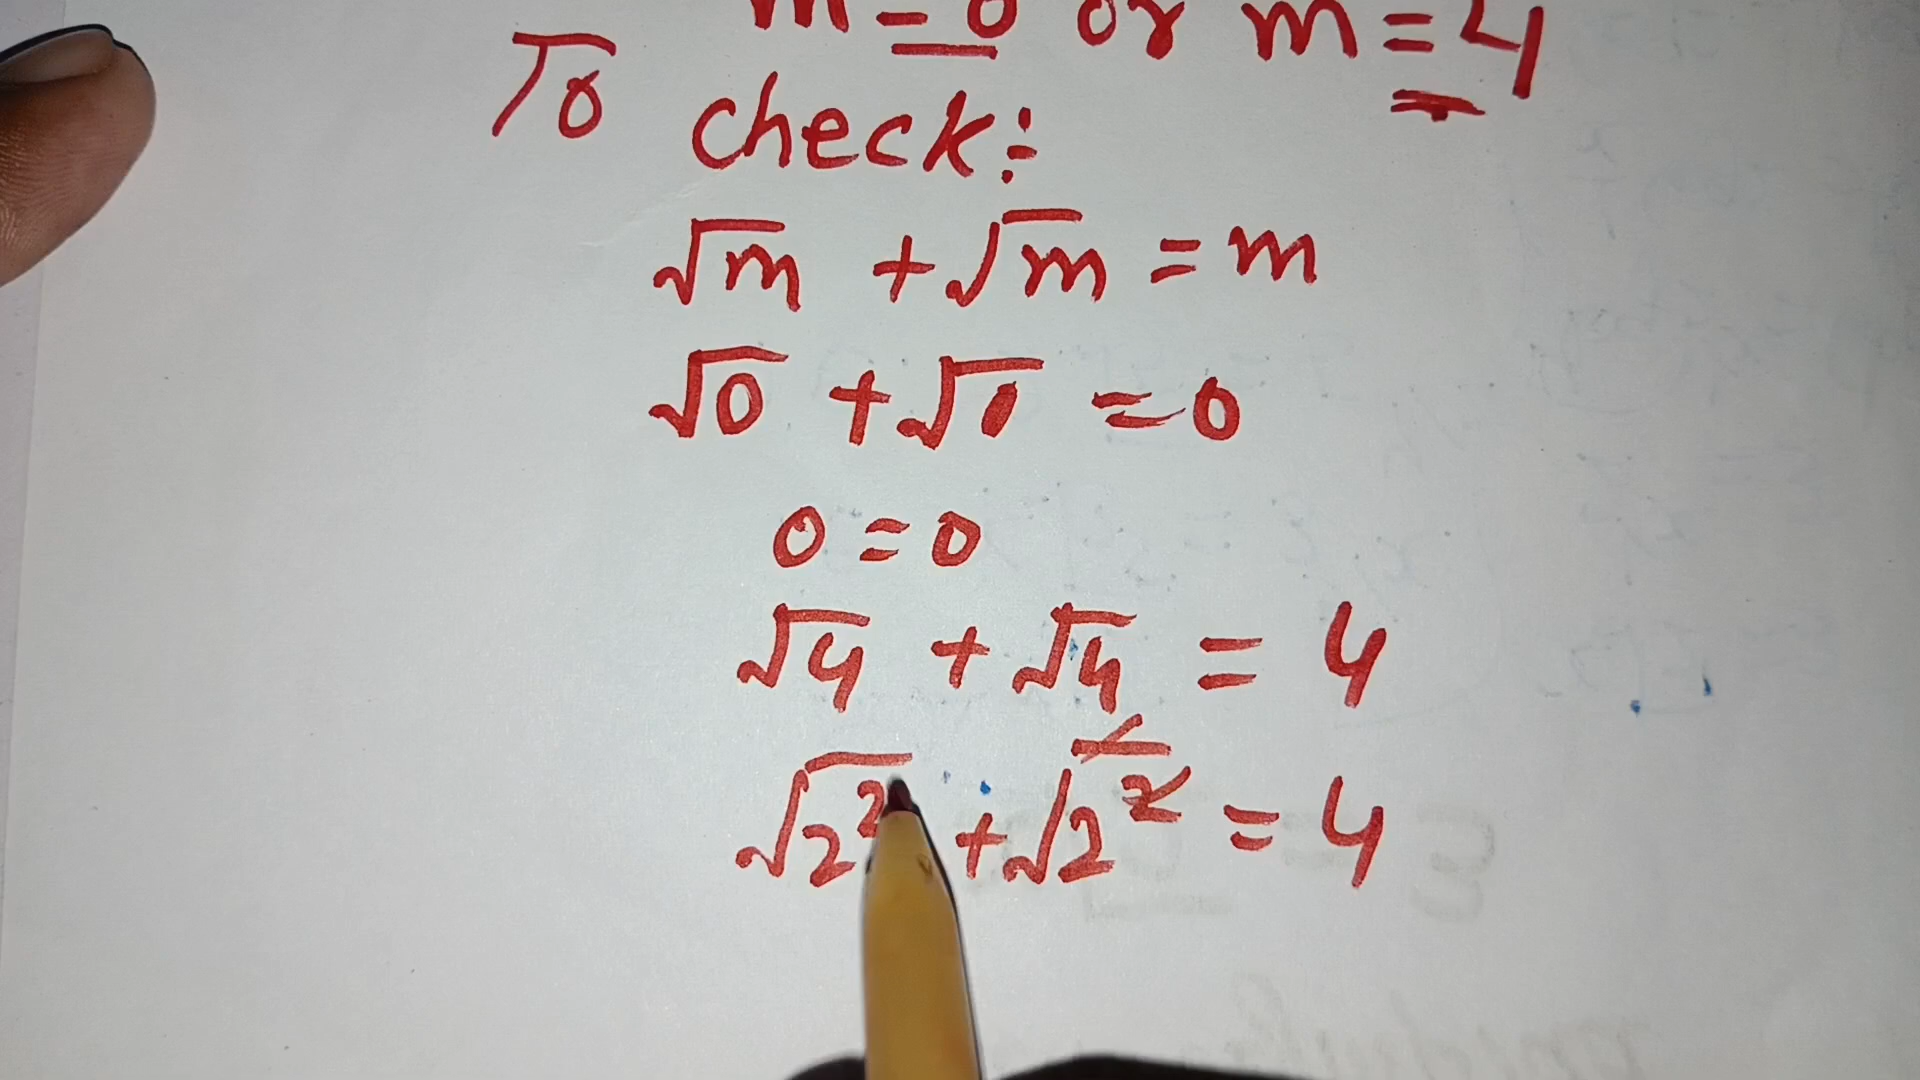 m = 0 or m = 4
To check:
√m + √m = m
√0 + √0 = 0
0 = 0
√4 + √4 = 4
√2² + √2² = 4